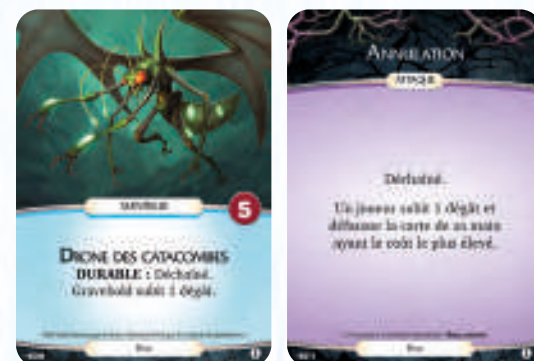 SERVITEUR
5
DRONE DES CATACOMBES
DURABLE : Déchaîné.
Gravehold subit 1 dégât.
ANNULATION
ATTAQUE
Déchaîné.
Un joueur subit 1 dégât et
défausse la carte de sa main
ayant le coût le plus élevé.